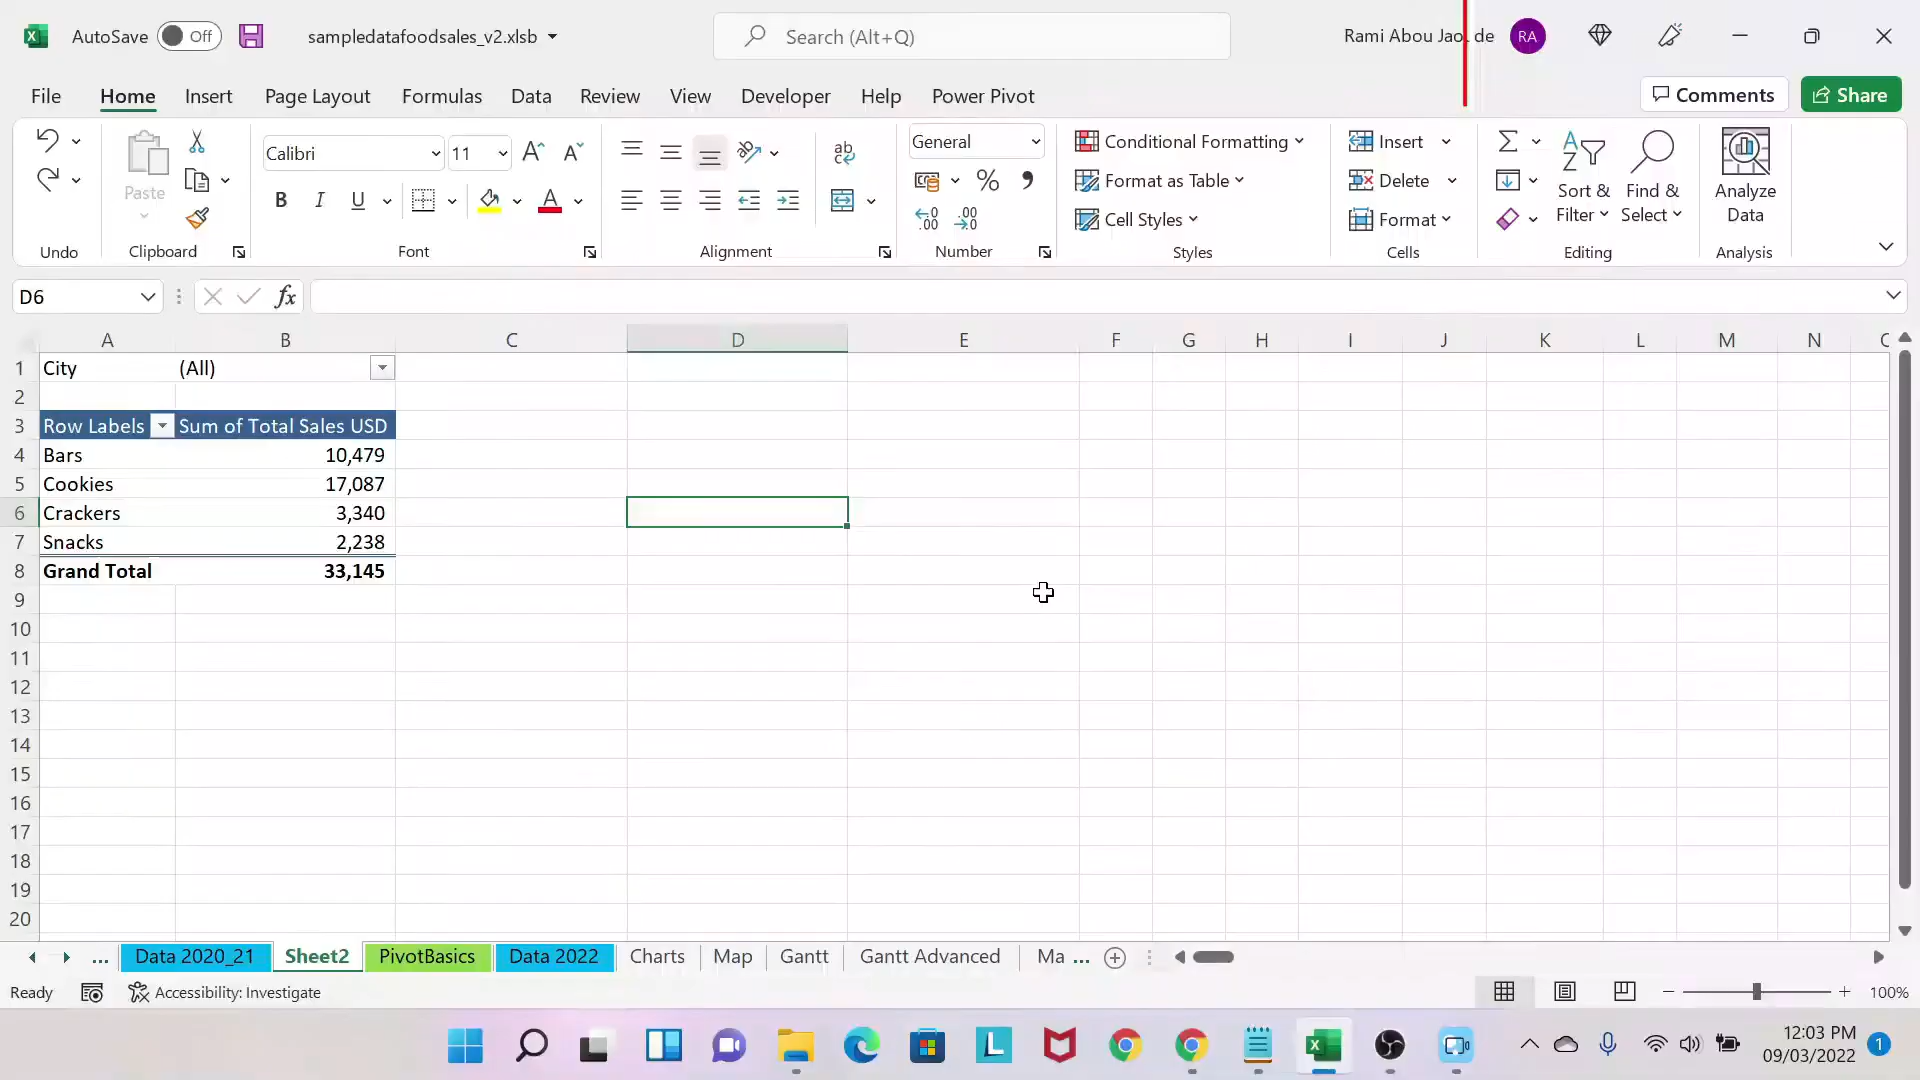 AutoSave Off sampledatafoodsales_v2.xlsb Search (Alt+Q) Rami Abou Jaoude RA
File Home Insert Page Layout Formulas Data Review View Developer Help Power Pivot Comments Share
Calibri 11 General Conditional Formatting Insert
Paste Format as Table Delete Sort & Filter Find & Select Analyze Data
B I U A Cell Styles Format
Undo Clipboard Font Alignment Number Styles Cells Editing Analysis
D6 fx
A B C D E F G H I J K L M N
1 City (All)
2
3 Row Labels Sum of Total Sales USD
4 Bars 10,479
5 Cookies 17,087
6 Crackers 3,340
7 Snacks 2,238
8 Grand Total 33,145
9
10
11
12
13
14
15
16
17
18
19
20
... Data 2020_21 Sheet2 PivotBasics Data 2022 Charts Map Gantt Gantt Advanced Ma ...
Ready Accessibility: Investigate 100%
12:03 PM
09/03/2022 1